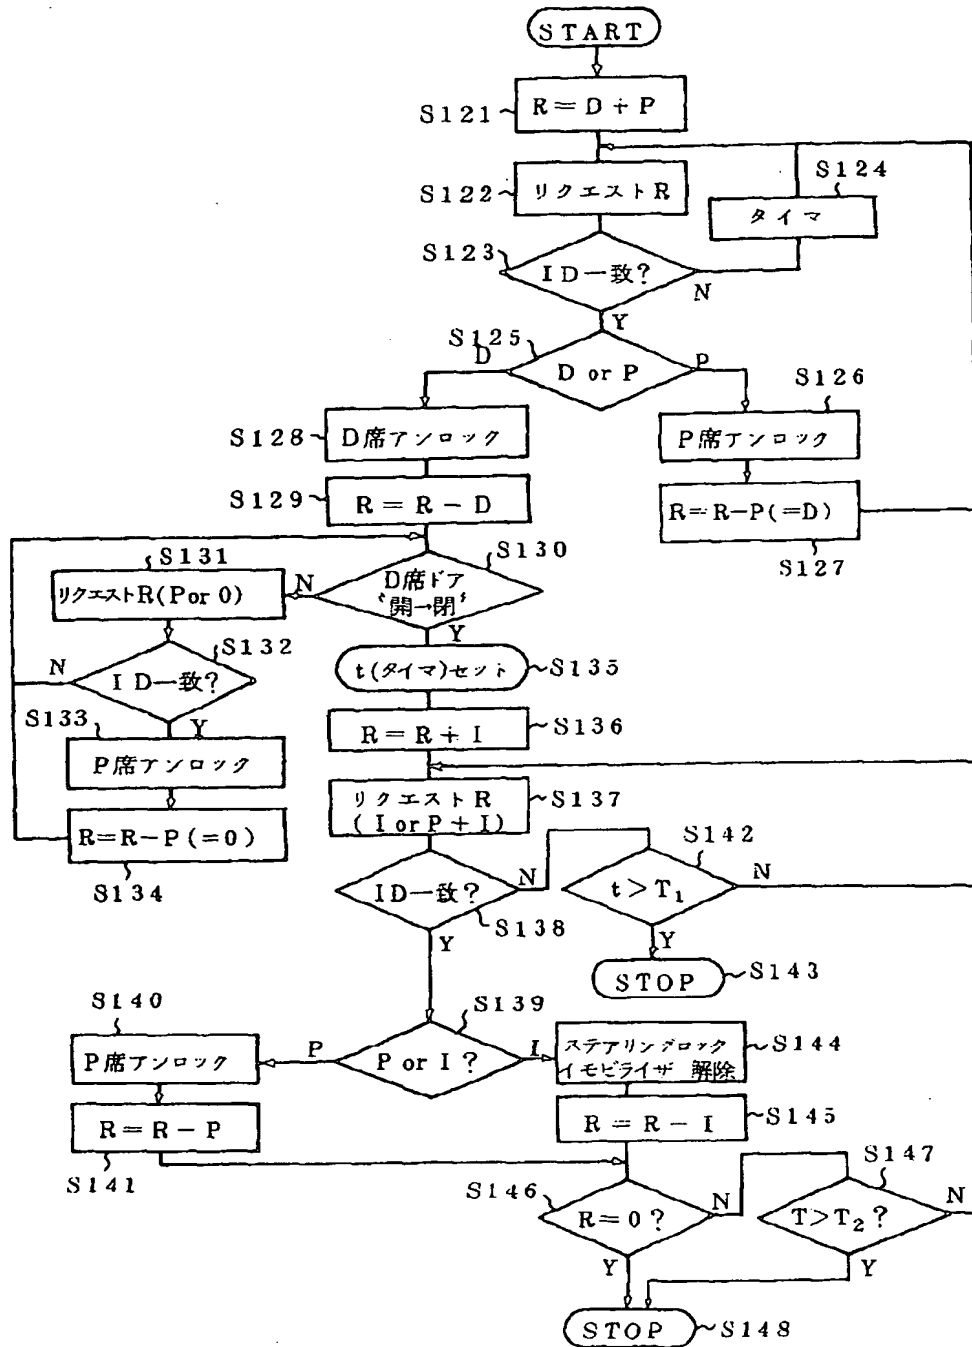 START
S121
R=D+P
S122
リクエストR
S124
タイマ
S123
ID一致?
N
Y
S125
D
D or P
P
S126
S128
D席アンロック
P席アンロック
S129
R=R-D
R=R-P(=D)
S127
S131
S130
リクエストR(P or 0)
N
D席ドア
"開→閉"
Y
S132
N
ID一致?
t(タイマ)セット
S135
S133
Y
R=R+I
S136
P席アンロック
リクエストR
(I or P+I)
S137
R=R-P(=0)
S134
S142
ID一致?
N
t>T₁
N
S138
Y
Y
STOP
S143
S140
S139
P席アンロック
P
P or I?
I
ステアリングロック
イモビライザ 解除
S144
R=R-P
S141
R=R-I
S145
S147
S146
R=0?
N
T>T₂?
N
Y
Y
STOP
S148